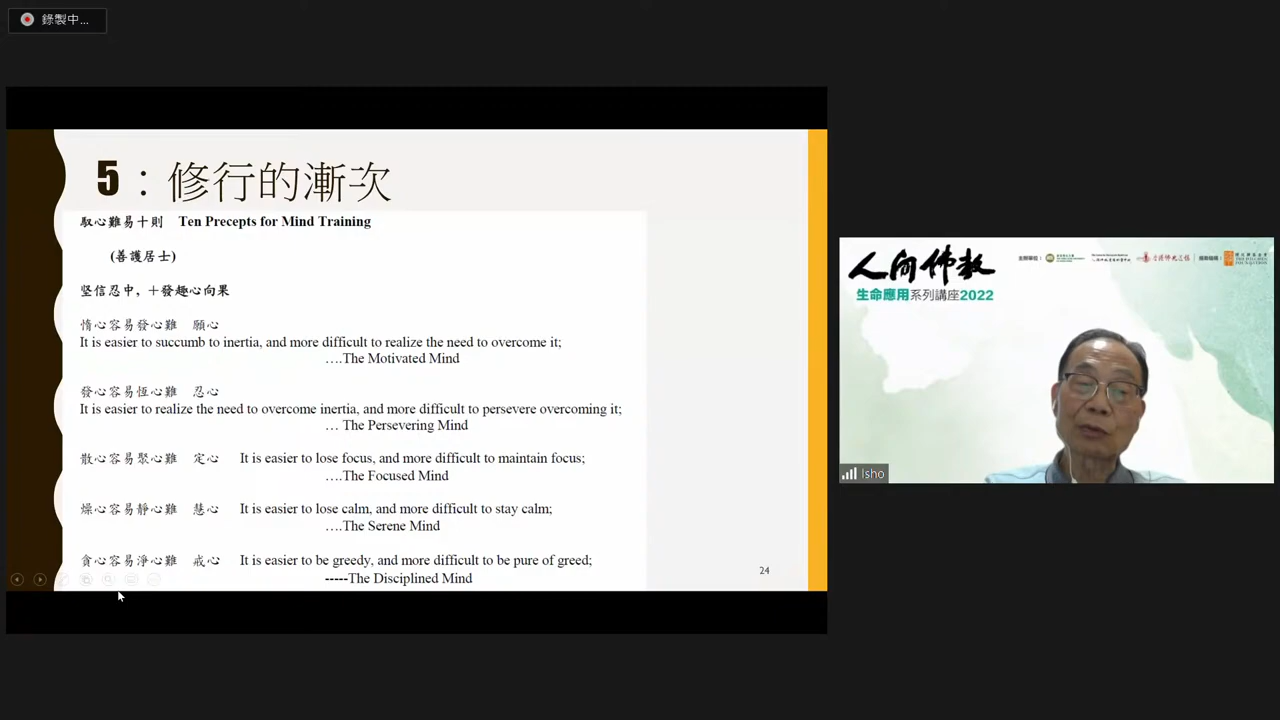 錄製中...
5：修行的漸次
馭心難易十則 Ten Precepts for Mind Training
(善護居士)
堅信忍中，十發趣心向果
惰心容易發心難 願心
It is easier to succumb to inertia, and more difficult to realize the need to overcome it;
….The Motivated Mind
發心容易恆心難 忍心
It is easier to realize the need to overcome inertia, and more difficult to persevere overcoming it;
… The Persevering Mind
散心容易聚心難 定心 It is easier to lose focus, and more difficult to maintain focus;
….The Focused Mind
燥心容易靜心難 慧心 It is easier to lose calm, and more difficult to stay calm;
….The Serene Mind
貪心容易淨心難 戒心 It is easier to be greedy, and more difficult to be pure of greed;
-----The Disciplined Mind
24
人間佛教
生命應用系列講座2022
主辦單位：
Isho